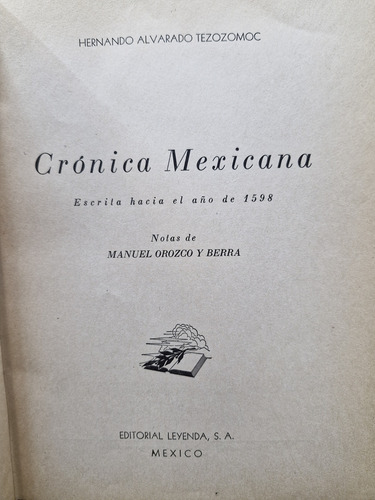 HERNANDO ALVARADO TEZOZOMOC
Crónica Mexicana
Escrita hacia el año de 1598
Notas de
MANUEL OROZCO Y BERRA
EDITORIAL LEYENDA, S. A.
MEXICO